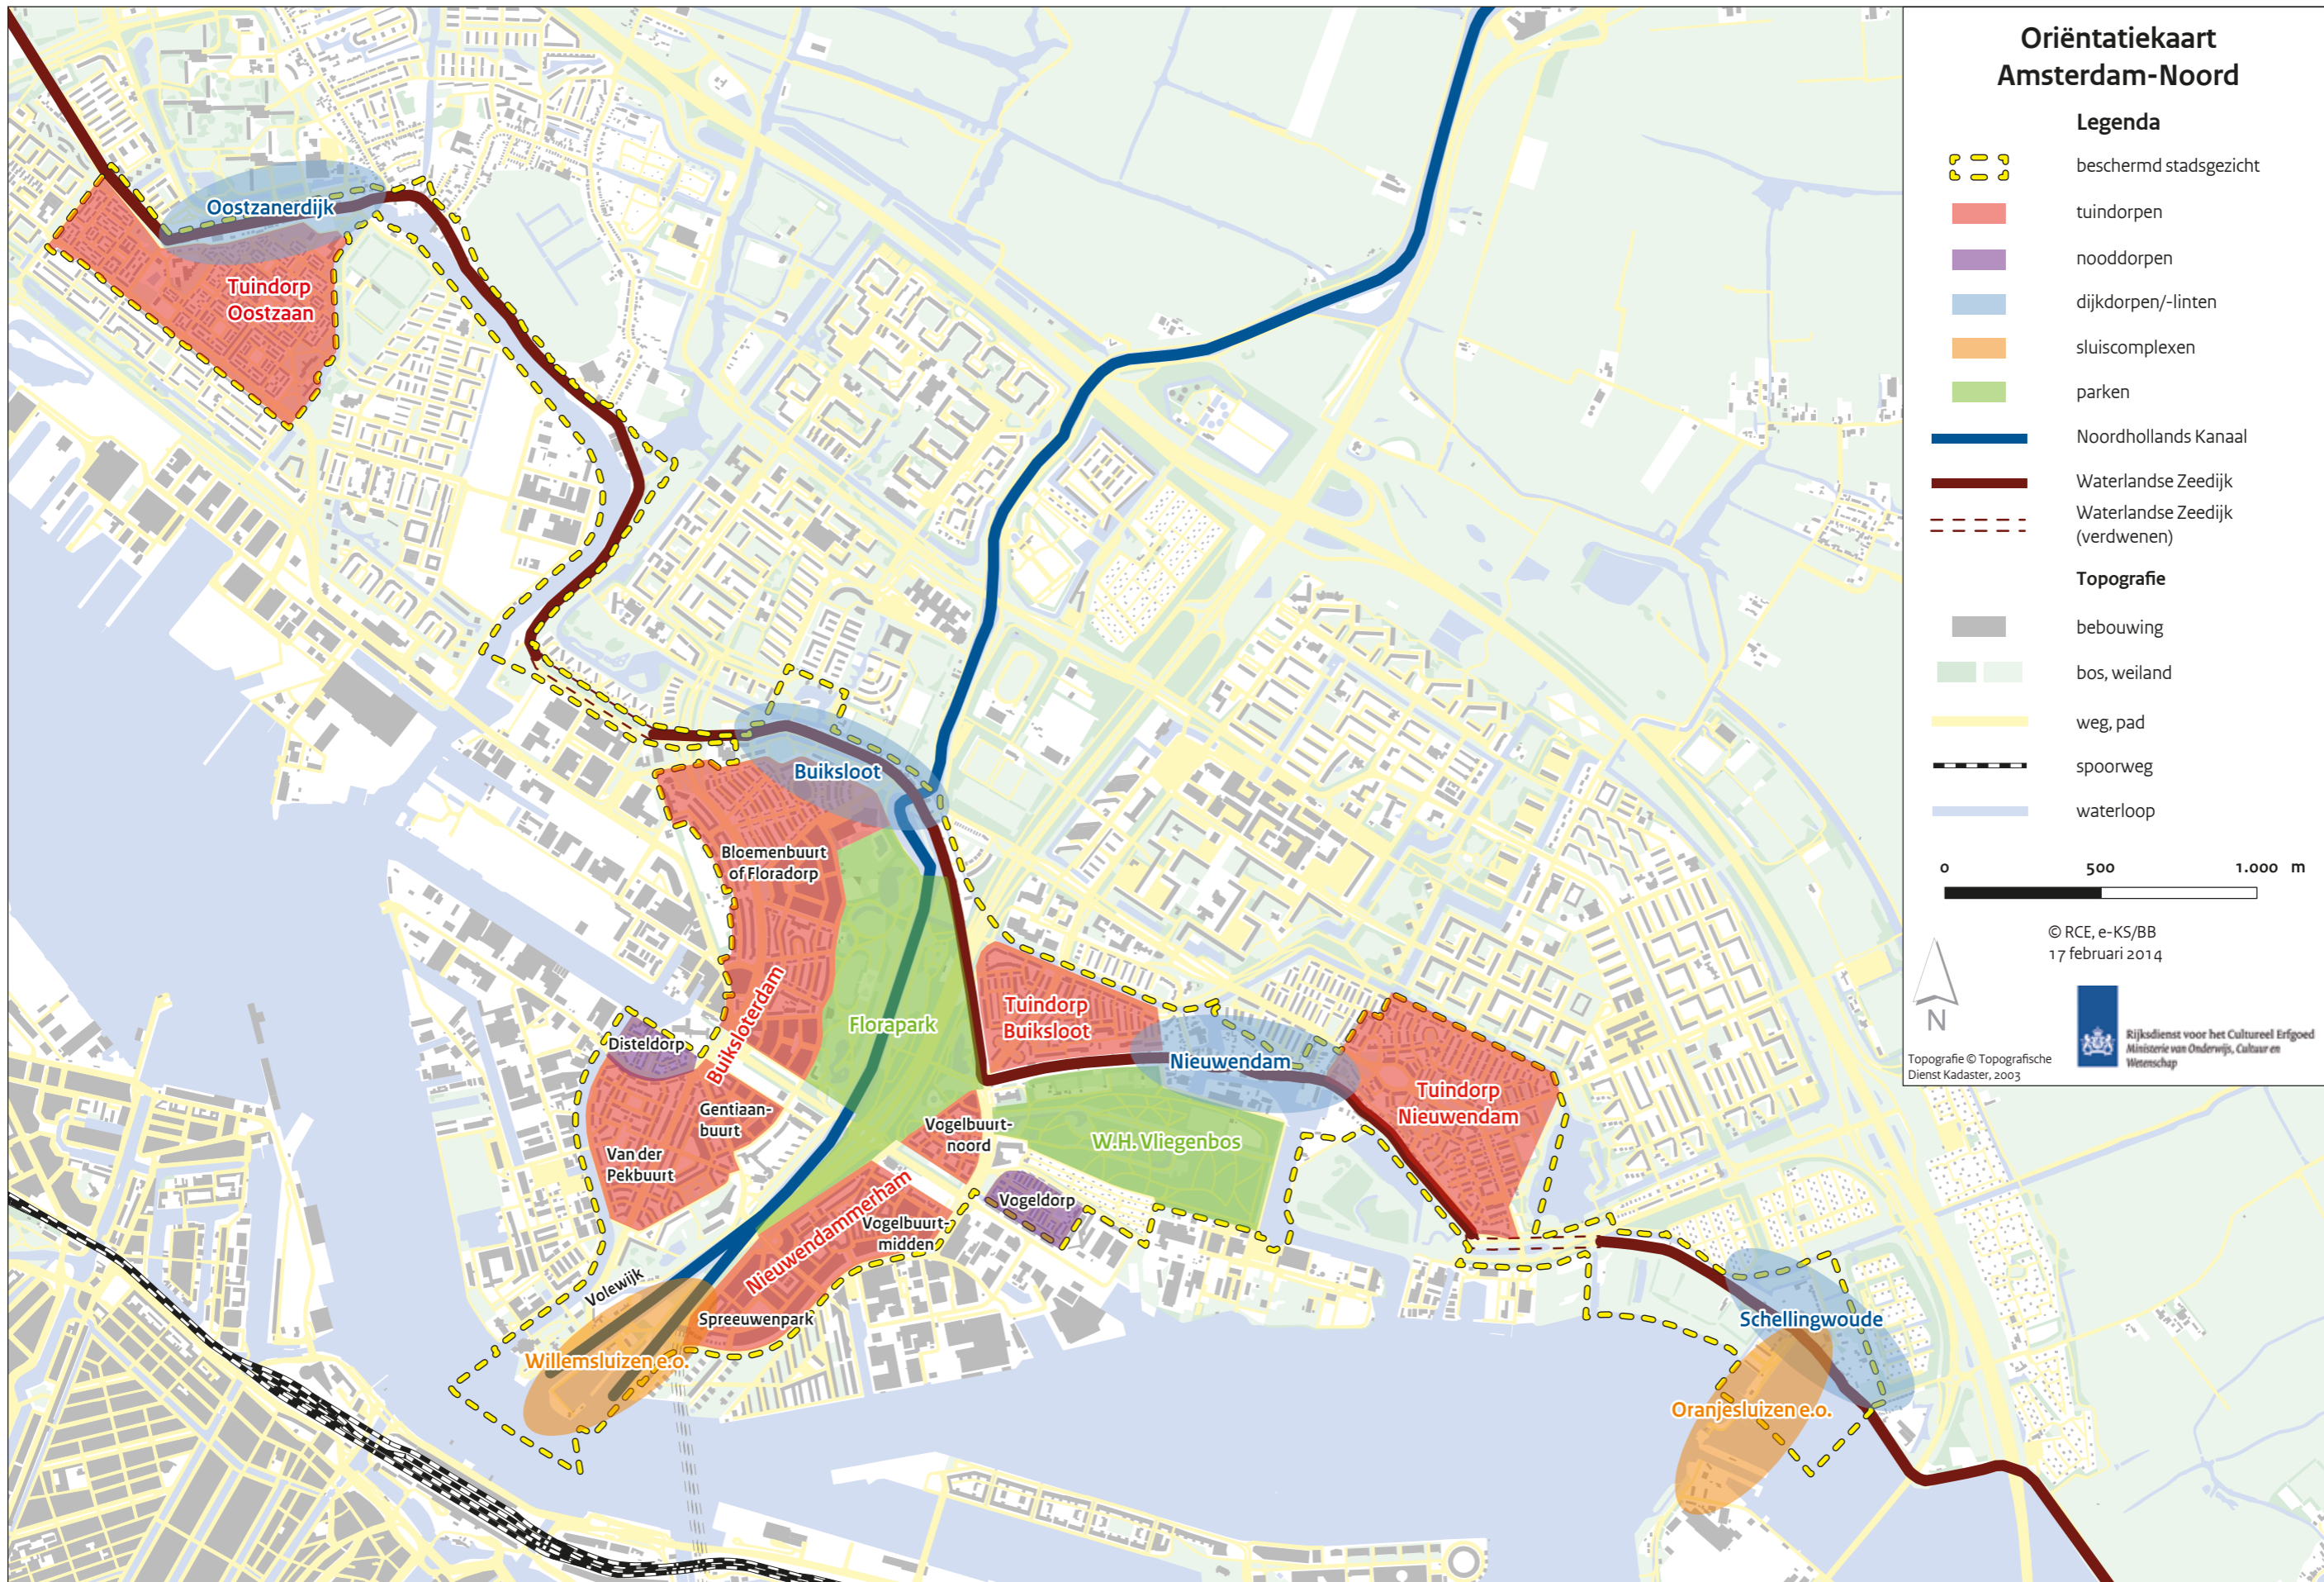 Oriëntatiekaart
Amsterdam-Noord
Legenda
beschermd stadsgezicht
tuindorpen
nooddorpen
dijkdorpen/-linten
sluiscomplexen
parken
Noordhollands Kanaal
Waterlandse Zeedijk
Waterlandse Zeedijk
(verdwenen)
Topografie
bebouwing
bos, weiland
weg, pad
spoorweg
waterloop
0 500 1.000 m
© RCE, e-KS/BB
17 februari 2014
N
Rijksdienst voor het Cultureel Erfgoed
Ministerie van Onderwijs, Cultuur en
Wetenschap
Topografie © Topografische
Dienst Kadaster, 2003
Oostzanerdijk
Tuindorp
Oostzaan
Buiksloot
Bloemenbuurt
of Floradorp
Buiksloterdam
Florapark
Tuindorp
Buiksloot
Disteldorp
Nieuwendam
Tuindorp
Nieuwendam
Gentiaan-
buurt
Vogelbuurt-
noord
W.H. Vliegenbos
Van der
Pekbuurt
Vogeldorp
Nieuwendammerham
Vogelbuurt-
midden
Volewijk
Spreeuwenpark
Willemsluizen e.o.
Schellingwoude
Oranjesluizen e.o.